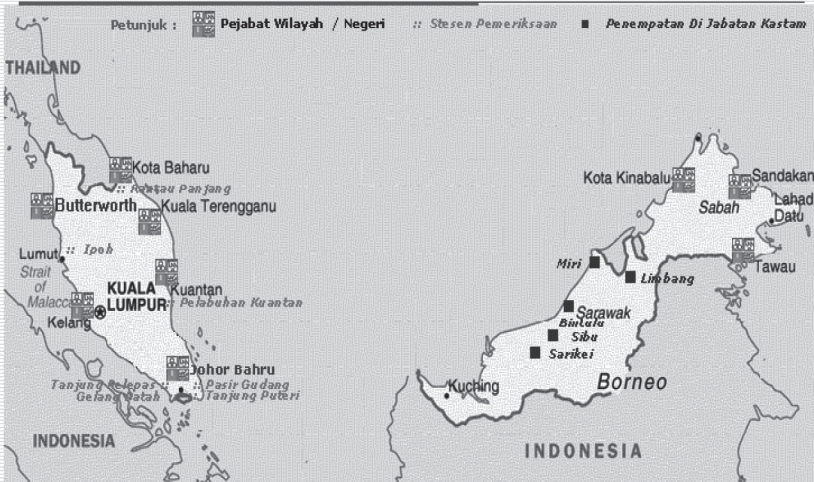 Petunjuk : Pejabat Wilayah / Negeri :: Stesen Pemeriksaan ■ Penempatan Di Jabatan Kastam
THAILAND
Kota Baharu
:: Rantau Panjang
Butterworth
Kuala Terengganu
Lumut
:: Ipoh
Strait
of
Malacca
KUALA
LUMPUR
Kuantan
:: Pelabuhan Kuantan
Kelang
Johor Bahru
Tanjung Pelepas ::
:: Pasir Gudang
Gelang Patah ::
:: Tanjung Puteri
INDONESIA
Kota Kinabalu
Sandakan
Sabah
Lahad
Datu
Tawau
Miri
Limbang
Sarawak
Bintulu
Sibu
Sarikei
Kuching
Borneo
INDONESIA